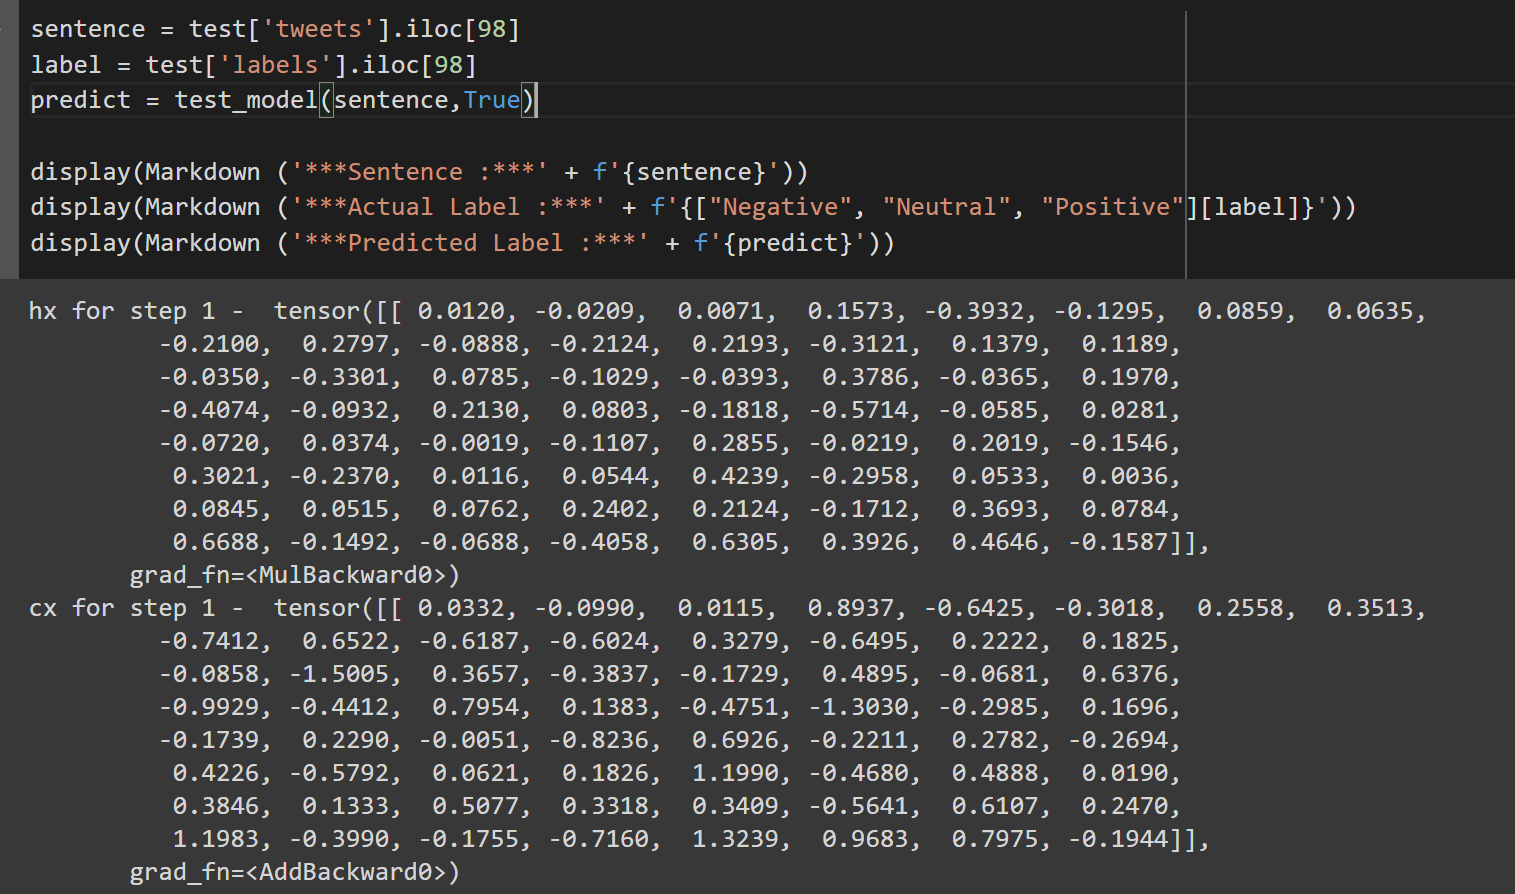 sentence = test['tweets'].iloc[98]
label = test['labels'].iloc[98]
predict = test_model(sentence,True)
display(Markdown ('***Sentence :***' + f'{sentence}'))
display(Markdown ('***Actual Label :***' + f'{["Negative", "Neutral", "Positive"][label]}'))
display(Markdown ('***Predicted Label :***' + f'{predict}'))
hx for step 1 -  tensor([[ 0.0120, -0.0209,  0.0071,  0.1573, -0.3932, -0.1295,  0.0859,  0.0635,
-0.2100,  0.2797, -0.0888, -0.2124,  0.2193, -0.3121,  0.1379,  0.1189,
-0.0350, -0.3301,  0.0785, -0.1029, -0.0393,  0.3786, -0.0365,  0.1970,
-0.4074, -0.0932,  0.2130,  0.0803, -0.1818, -0.5714, -0.0585,  0.0281,
-0.0720,  0.0374, -0.0019, -0.1107,  0.2855, -0.0219,  0.2019, -0.1546,
0.3021, -0.2370,  0.0116,  0.0544,  0.4239, -0.2958,  0.0533,  0.0036,
0.0845,  0.0515,  0.0762,  0.2402,  0.2124, -0.1712,  0.3693,  0.0784,
0.6688, -0.1492, -0.0688, -0.4058,  0.6305,  0.3926,  0.4646, -0.1587]],
grad_fn=<MulBackward0>)
cx for step 1 -  tensor([[ 0.0332, -0.0990,  0.0115,  0.8937, -0.6425, -0.3018,  0.2558,  0.3513,
-0.7412,  0.6522, -0.6187, -0.6024,  0.3279, -0.6495,  0.2222,  0.1825,
-0.0858, -1.5005,  0.3657, -0.3837, -0.1729,  0.4895, -0.0681,  0.6376,
-0.9929, -0.4412,  0.7954,  0.1383, -0.4751, -1.3030, -0.2985,  0.1696,
-0.1739,  0.2290, -0.0051, -0.8236,  0.6926, -0.2211,  0.2782, -0.2694,
0.4226, -0.5792,  0.0621,  0.1826,  1.1990, -0.4680,  0.4888,  0.0190,
0.3846,  0.1333,  0.5077,  0.3318,  0.3409, -0.5641,  0.6107,  0.2470,
1.1983, -0.3990, -0.1755, -0.7160,  1.3239,  0.9683,  0.7975, -0.1944]],
grad_fn=<AddBackward0>)